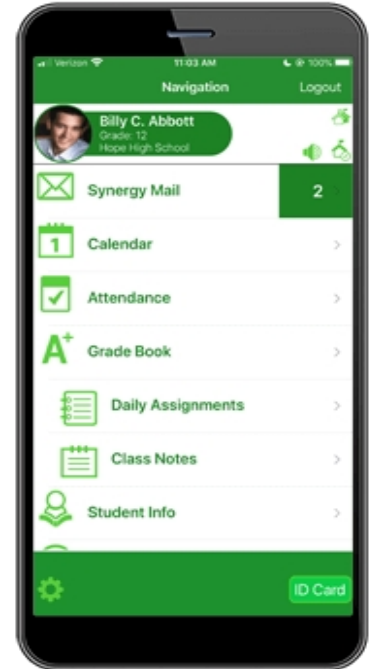 Verizon 11:03 AM 100%
Navigation Logout
Billy C. Abbott
Grade: 12
Hope High School
Synergy Mail 2
1 Calendar
Attendance
A+ Grade Book
Daily Assignments
Class Notes
Student Info
ID Card